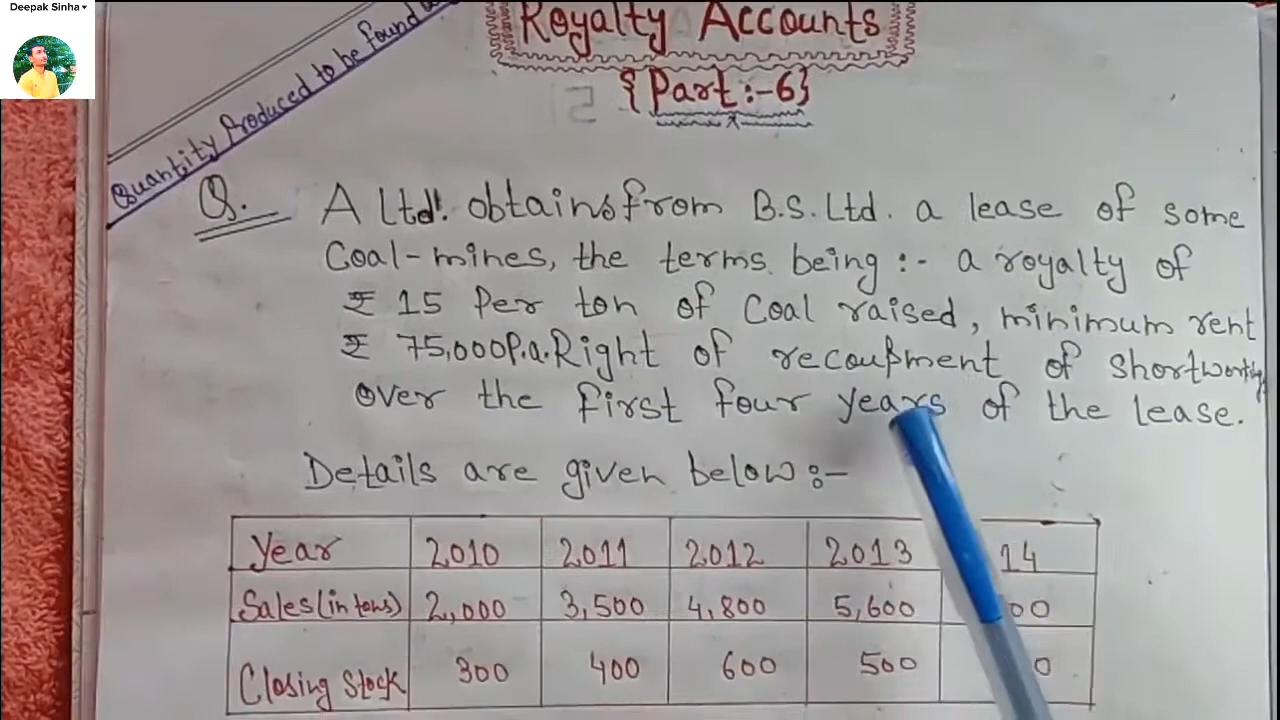 Deepak Sinha
Quantity Produced to be found
Royalty Accounts
{Part :-6}
Q. A Ltd. obtains from B.S. Ltd. a lease of some
Coal-mines, the terms being :- a royalty of
₹ 15 Per ton of Coal raised, minimum rent
₹ 75,000 P.a. Right of recoupment of Shortworkings
over the first four years of the lease.
Details are given below :-
Year 2010 2011 2012 2013 14
Sales (in tons) 2,000 3,500 4,800 5,600 00
Closing Stock 300 400 600 500 0